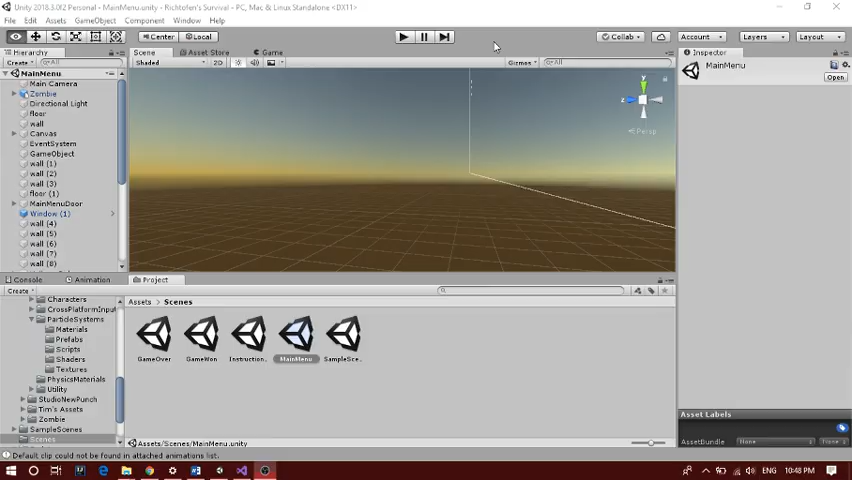 Unity 2018.3.0f2 Personal - MainMenu.unity - Richtofen's Survival - PC, Mac & Linux Standalone <DX11>
File Edit Assets GameObject Component Window Help
Center Local Collab Account Layers Layout
Hierarchy Scene Asset Store Game Inspector
Create All Shaded 2D Gizmos All
MainMenu
Open
Main Camera
Zombie
Directional Light
floor
wall
Canvas
EventSystem
GameObject
wall (1)
wall (2)
wall (3)
floor (1)
MainMenuDoor
Window (1)
wall (4)
wall (5)
wall (6)
wall (7)
wall (8)
y
z
Persp
MainMenu
Console Animation Project
Create
Characters
CrossPlatformInpu
ParticleSystems
Materials
Prefabs
Scripts
Shaders
Textures
PhysicsMaterials
Utility
StudioNewPunch
Tim's Assets
Zombie
SampleScenes
Scenes
Assets Scenes
GameOver GameWon Instruction.. MainMenu SampleSce..
Assets/Scenes/MainMenu.unity
Asset Labels
AssetBundle None None
Default clip could not be found in attached animations list.
ENG 10:48 PM